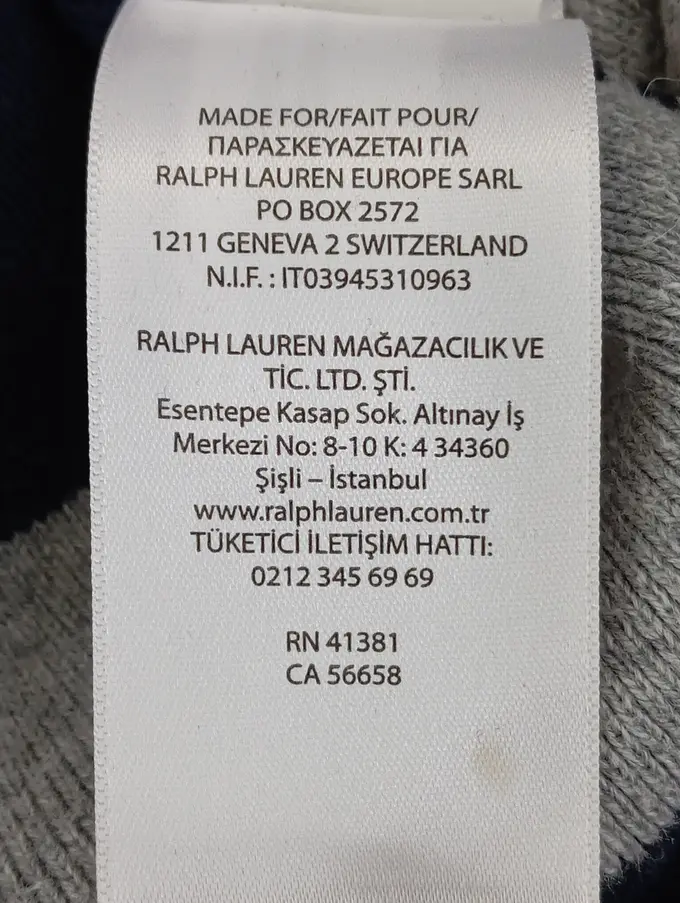 MADE FOR/FAIT POUR/
ΠΑΡΑΣΚΕΥΑΖΕΤΑΙ ΓΙΑ
RALPH LAUREN EUROPE SARL
PO BOX 2572
1211 GENEVA 2 SWITZERLAND
N.I.F. : IT03945310963
RALPH LAUREN MAĞAZACILIK VE
TİC. LTD. ŞTİ.
Esentepe Kasap Sok. Altınay İş
Merkezi No: 8-10 K: 4 34360
Şişli – İstanbul
www.ralphlauren.com.tr
TÜKETİCİ İLETİŞİM HATTI:
0212 345 69 69
RN 41381
CA 56658